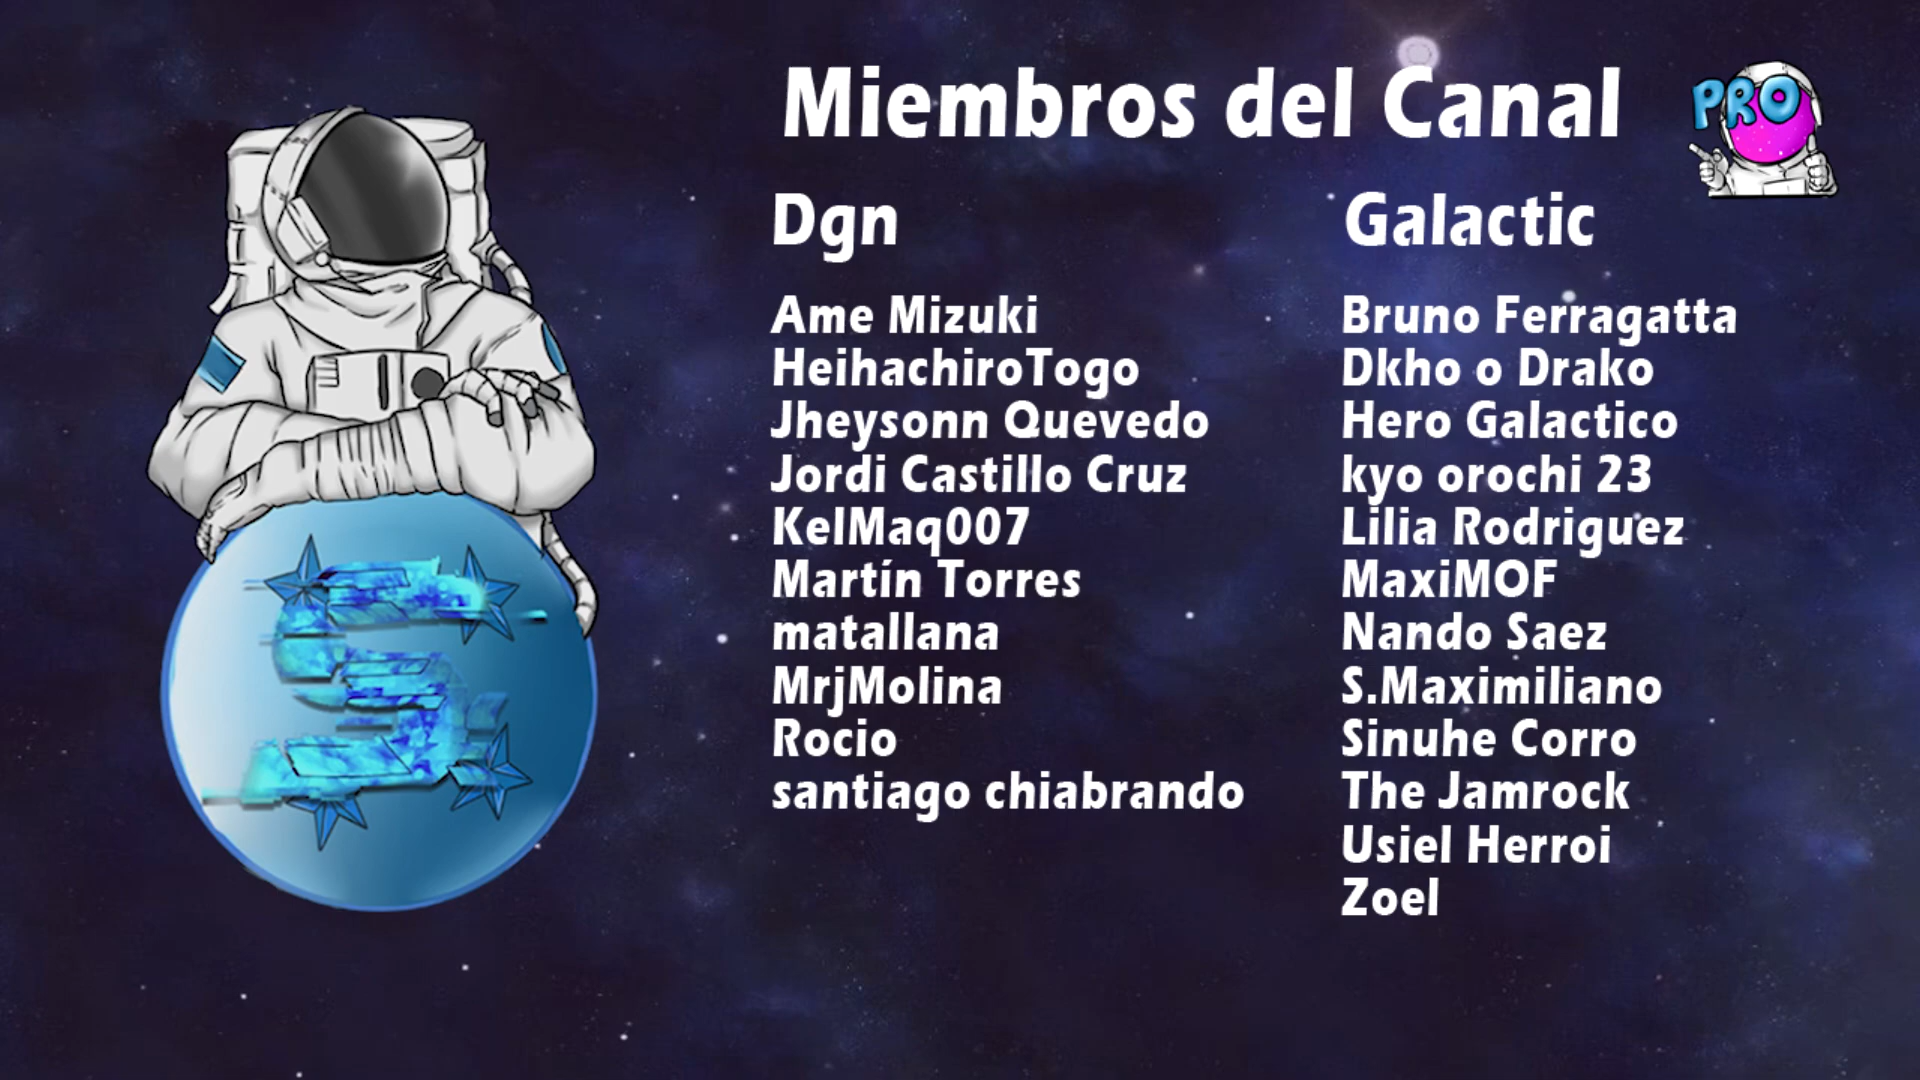 Miembros del Canal
PRO
Dgn
Ame Mizuki
HeihachiroTogo
Jheysonn Quevedo
Jordi Castillo Cruz
KelMaq007
Martín Torres
matallana
MrjMolina
Rocio
santiago chiabrando
Galactic
Bruno Ferragatta
Dkho o Drako
Hero Galactico
kyo orochi 23
Lilia Rodriguez
MaxiMOF
Nando Saez
S.Maximiliano
Sinuhe Corro
The Jamrock
Usiel Herroi
Zoel
S